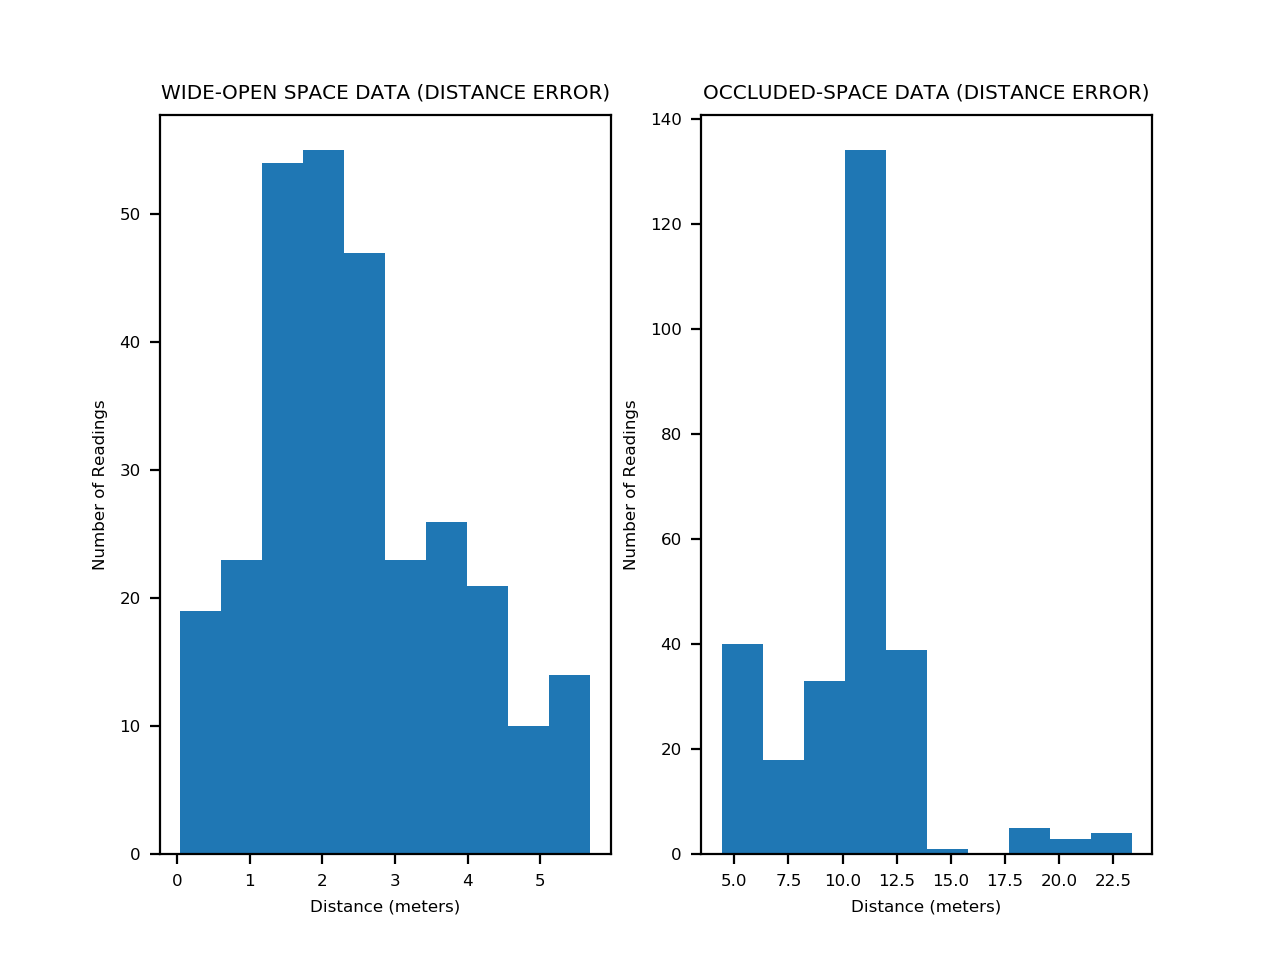 WIDE-OPEN SPACE DATA (DISTANCE ERROR)
Number of Readings
50
40
30
20
10
0
0 1 2 3 4 5
Distance (meters)
OCCLUDED-SPACE DATA (DISTANCE ERROR)
Number of Readings
140
120
100
80
60
40
20
0
5.0 7.5 10.0 12.5 15.0 17.5 20.0 22.5
Distance (meters)